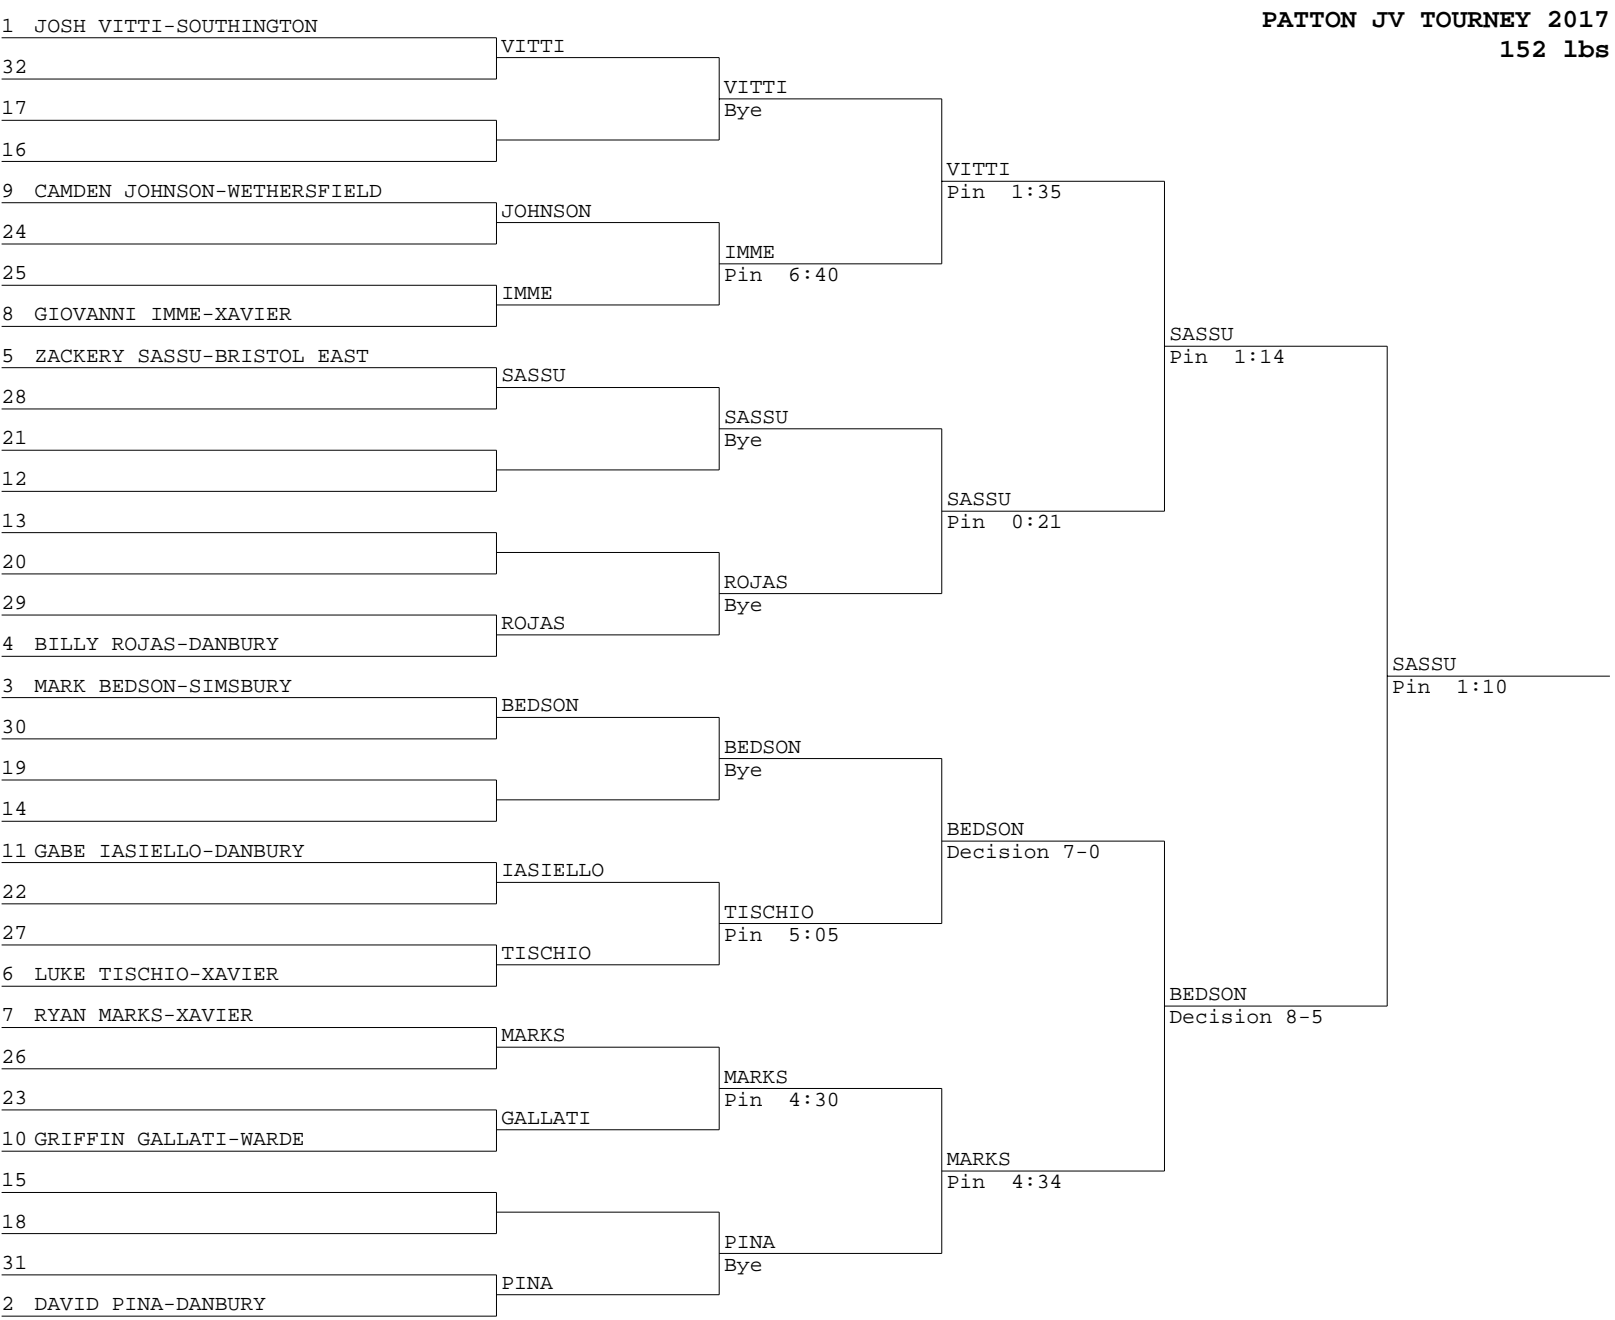 PATTON JV TOURNEY 2017
152 lbs
1 JOSH VITTI-SOUTHINGTON
32
17
16
9 CAMDEN JOHNSON-WETHERSFIELD
24
25
8 GIOVANNI IMME-XAVIER
5 ZACKERY SASSU-BRISTOL EAST
28
21
12
13
20
29
4 BILLY ROJAS-DANBURY
3 MARK BEDSON-SIMSBURY
30
19
14
11 GABE IASIELLO-DANBURY
22
27
6 LUKE TISCHIO-XAVIER
7 RYAN MARKS-XAVIER
26
23
10 GRIFFIN GALLATI-WARDE
15
18
31
2 DAVID PINA-DANBURY
VITTI
JOHNSON
IMME
SASSU
ROJAS
BEDSON
IASIELLO
TISCHIO
MARKS
GALLATI
PINA
VITTI
Bye
IMME
Pin 6:40
SASSU
Bye
ROJAS
Bye
BEDSON
Bye
TISCHIO
Pin 5:05
MARKS
Pin 4:30
PINA
Bye
VITTI
Pin 1:35
SASSU
Pin 0:21
BEDSON
Decision 7-0
MARKS
Pin 4:34
SASSU
Pin 1:14
BEDSON
Decision 8-5
SASSU
Pin 1:10